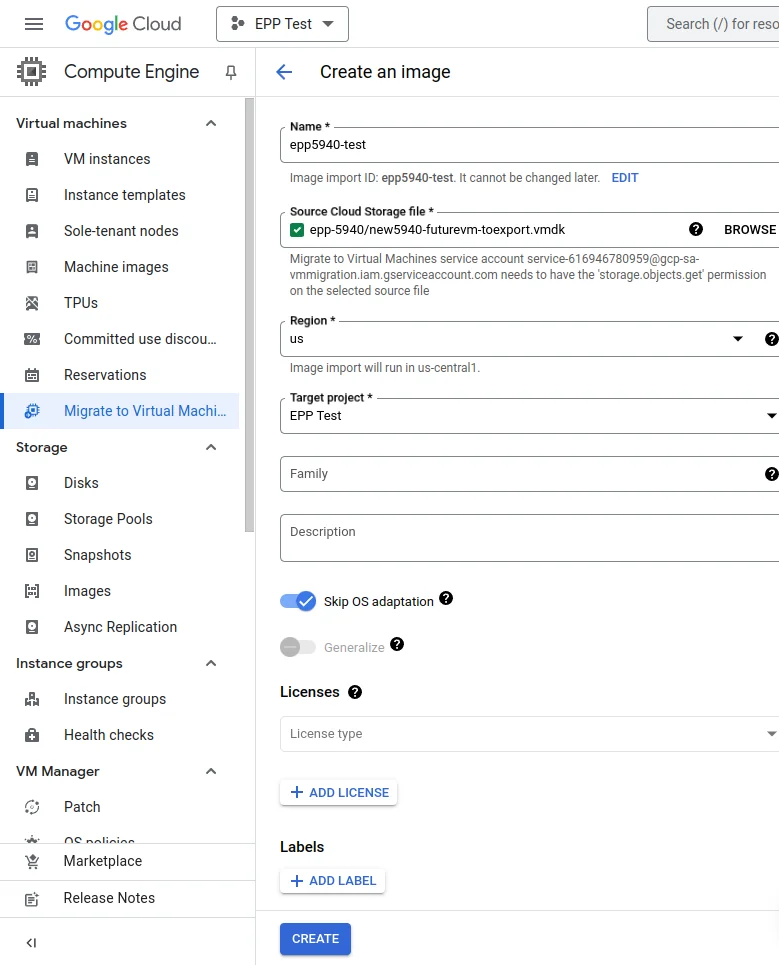 Google Cloud
EPP Test
Search (/) for reso
Compute Engine
Create an image
Virtual machines
VM instances
Instance templates
Sole-tenant nodes
Machine images
TPUs
Committed use discou...
Reservations
Migrate to Virtual Machi...
Storage
Disks
Storage Pools
Snapshots
Images
Async Replication
Instance groups
Instance groups
Health checks
VM Manager
Patch
OS policies
Marketplace
Release Notes
Name *
epp5940-test
Image import ID: epp5940-test. It cannot be changed later. EDIT
Source Cloud Storage file *
epp-5940/new5940-futurevm-toexport.vmdk
BROWSE
Migrate to Virtual Machines service account service-616946780959@gcp-sa-
vmmigration.iam.gserviceaccount.com needs to have the 'storage.objects.get' permission
on the selected source file
Region *
us
Image import will run in us-central1.
Target project *
EPP Test
Family
Description
Skip OS adaptation
Generalize
Licenses
License type
ADD LICENSE
Labels
ADD LABEL
CREATE